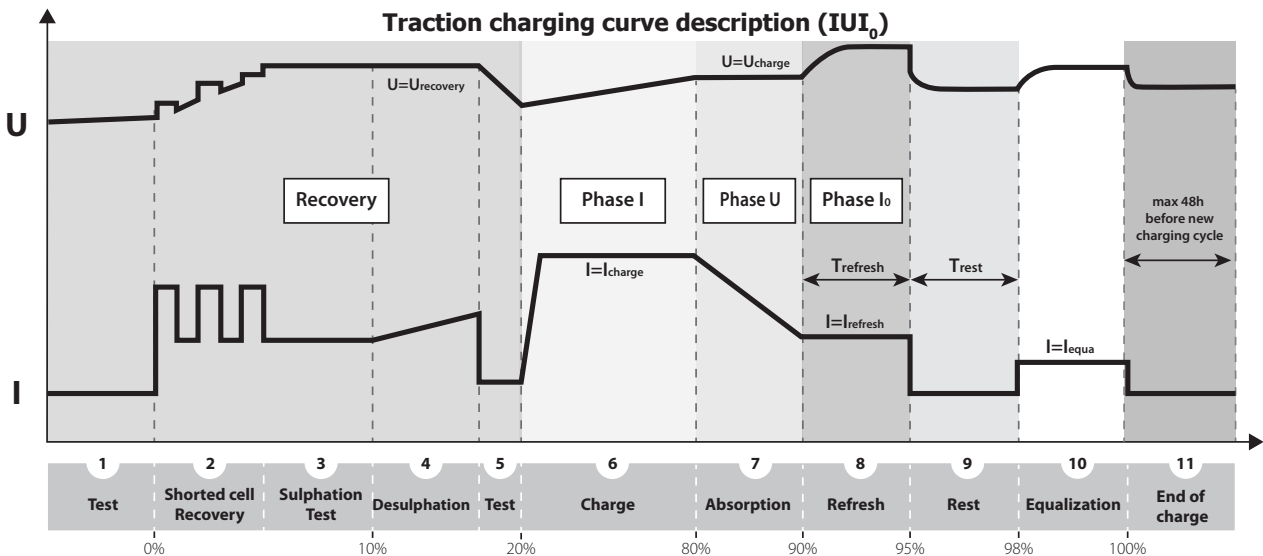 Traction charging curve description (IUI0)
U=Urecovery
U=Ucharge
U
Recovery
Phase I
Phase U
Phase I0
max 48h
before new
charging cycle
I=Icharge
Trefresh
Trest
I=Irefresh
I=Iequa
I
1
2
3
4
5
6
7
8
9
10
11
Test
Shorted cell
Recovery
Sulphation
Test
Desulphation
Test
Charge
Absorption
Refresh
Rest
Equalization
End of
charge
0%
10%
20%
80%
90%
95%
98%
100%